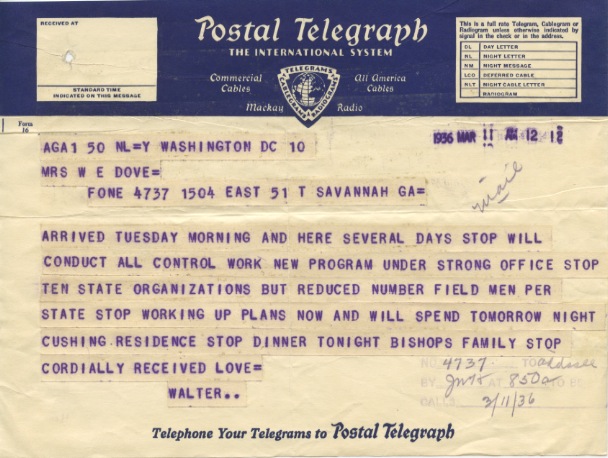 RECEIVED AT
STANDARD TIME
INDICATED ON THIS MESSAGE
Postal Telegraph
THE INTERNATIONAL SYSTEM
Commercial
Cables
All America
Cables
Mackay Radio
This is a full rate Telegram, Cablegram or
Radiogram unless otherwise indicated by
signal in the check or in the address.
DL DAY LETTER
NL NIGHT LETTER
NM NIGHT MESSAGE
LCO DEFERRED CABLE
NLT NIGHT CABLE LETTER
RADIOGRAM
Form
16
1936 MAR 11 AM 12
AGA1 50 NL=Y WASHINGTON DC 10
MRS W E DOVE=
FONE 4737 1504 EAST 51 T SAVANNAH GA=
mail
ARRIVED TUESDAY MORNING AND HERE SEVERAL DAYS STOP WILL
CONDUCT ALL CONTROL WORK NEW PROGRAM UNDER STRONG OFFICE STOP
TEN STATE ORGANIZATIONS BUT REDUCED NUMBER FIELD MEN PER
STATE STOP WORKING UP PLANS NOW AND WILL SPEND TOMORROW NIGHT
CUSHING RESIDENCE STOP DINNER TONIGHT BISHOPS FAMILY STOP
CORDIALLY RECEIVED LOVE=
WALTER..
NO. 4737 TO
BY AT 850a
CALLS 3/11/36
Telephone Your Telegrams to Postal Telegraph